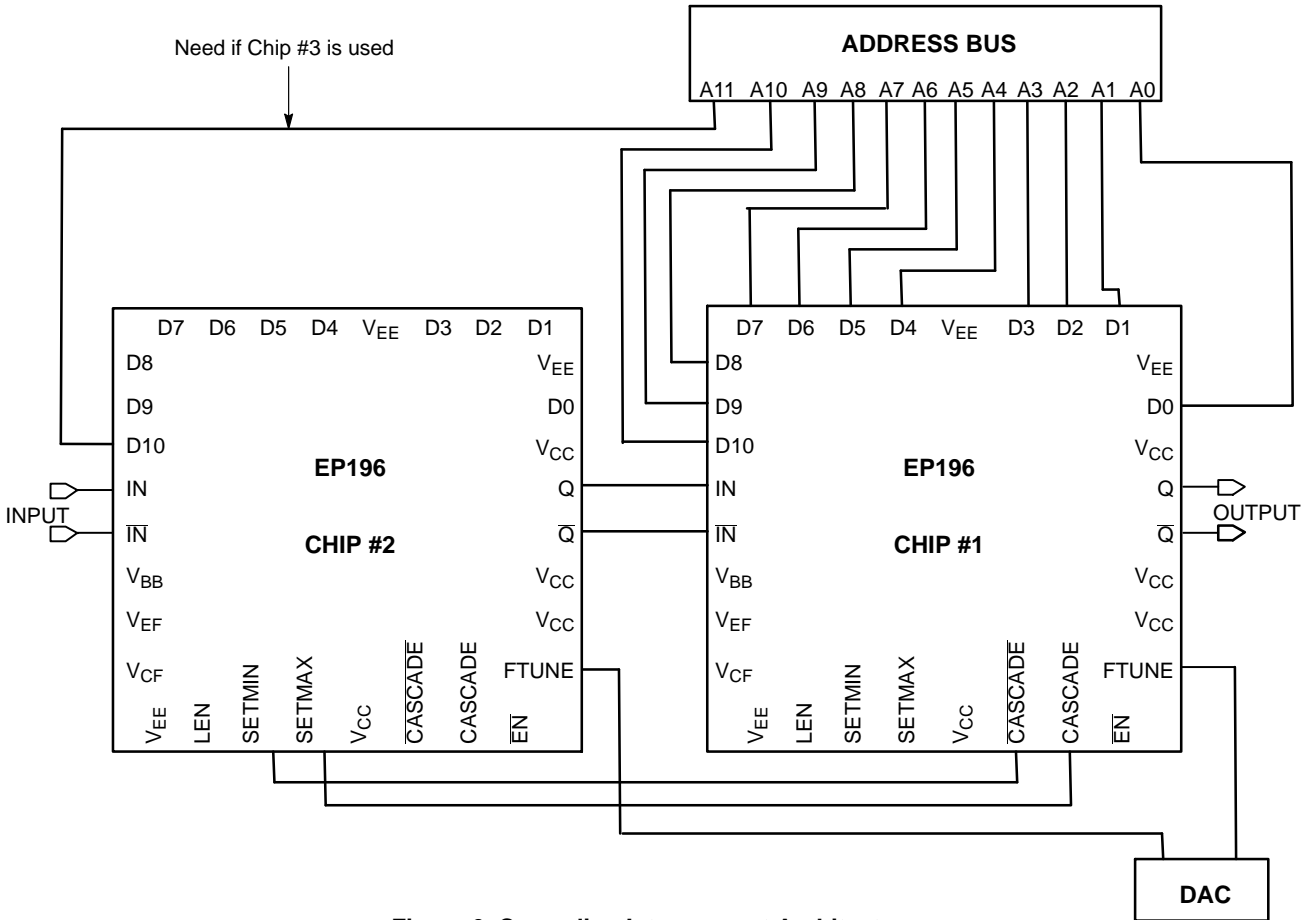 Need if Chip #3 is used
ADDRESS BUS
A11 A10 A9 A8 A7 A6 A5 A4 A3 A2 A1 A0
D7 D6 D5 D4 VEE D3 D2 D1
D8
VEE
D9
D0
D10
VCC
EP196
IN
Q
INPUT
IN
Q
CHIP #2
VBB
VCC
VEF
VCC
VCF
FTUNE
VEE
LEN
SETMIN
SETMAX
VCC
CASCADE
CASCADE
EN
D7 D6 D5 D4 VEE D3 D2 D1
D8
VEE
D9
D0
D10
VCC
EP196
IN
Q
OUTPUT
IN
Q
CHIP #1
VBB
VCC
VEF
VCC
VCF
FTUNE
VEE
LEN
SETMIN
SETMAX
VCC
CASCADE
CASCADE
EN
DAC